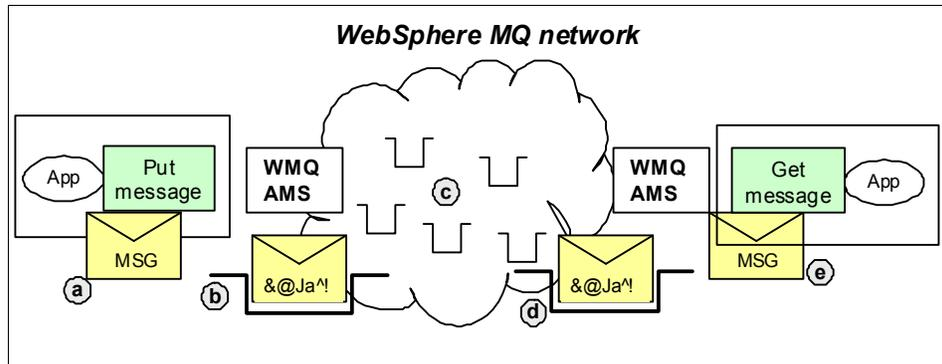 WebSphere MQ network
App
Put
message
WMQ
AMS
MSG
a
b
&@Ja^!
c
WMQ
AMS
&@Ja^!
d
Get
message
App
MSG
e